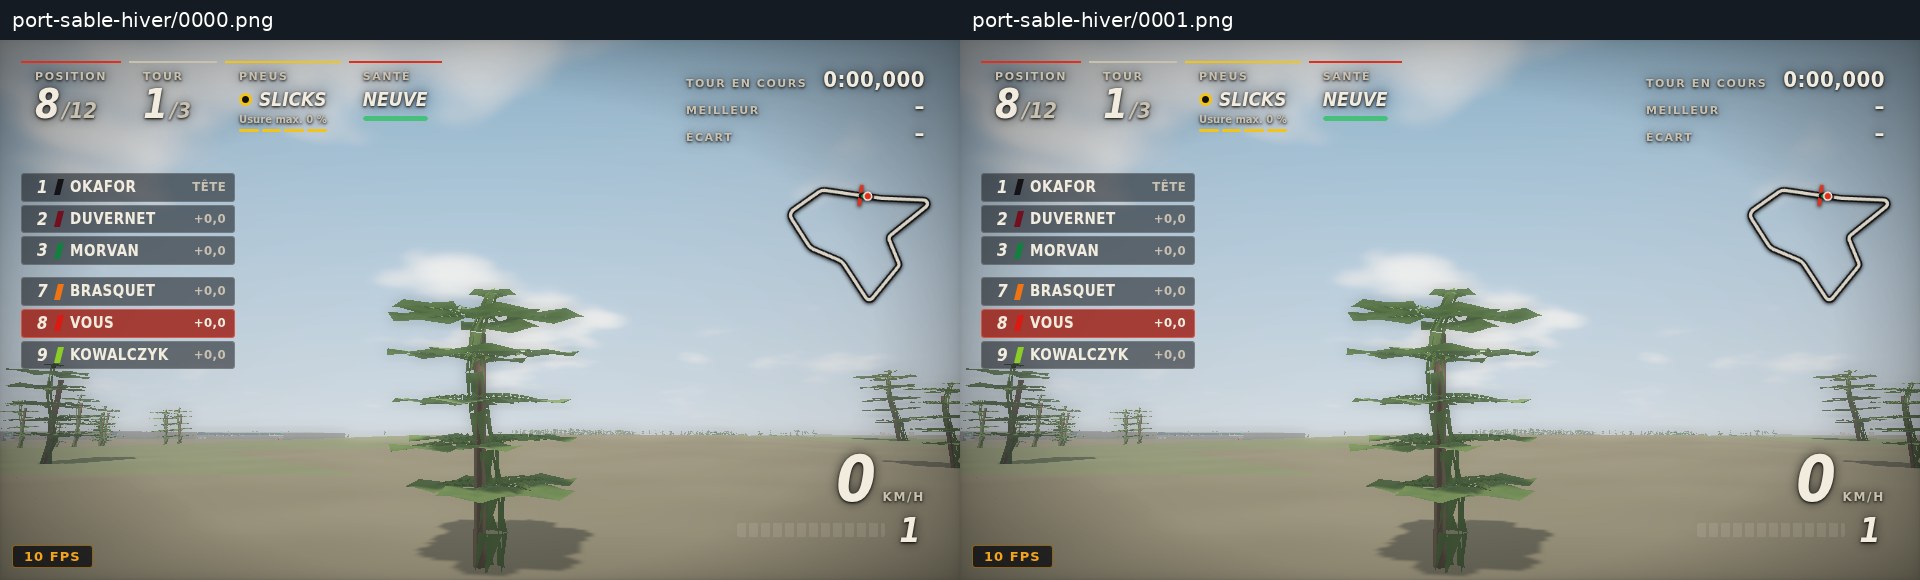 port-sable-hiver/0000.png
POSITION TOUR PNEUS SANTÉ
8/12 1/3 SLICKS NEUVE
Usure max. 0 %
TOUR EN COURS 0:00,000
MEILLEUR –
ÉCART –
1 OKAFOR TÊTE
2 DUVERNET +0,0
3 MORVAN +0,0
7 BRASQUET +0,0
8 VOUS +0,0
9 KOWALCZYK +0,0
0 KM/H
1
10 FPS
port-sable-hiver/0001.png
POSITION TOUR PNEUS SANTÉ
8/12 1/3 SLICKS NEUVE
Usure max. 0 %
TOUR EN COURS 0:00,000
MEILLEUR –
ÉCART –
1 OKAFOR TÊTE
2 DUVERNET +0,0
3 MORVAN +0,0
7 BRASQUET +0,0
8 VOUS +0,0
9 KOWALCZYK +0,0
0 KM/H
1
10 FPS